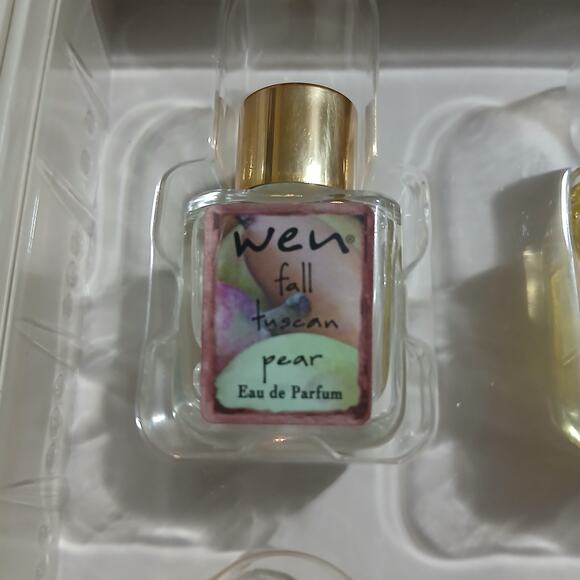 wen®
fall
tuscan
pear
Eau de Parfum